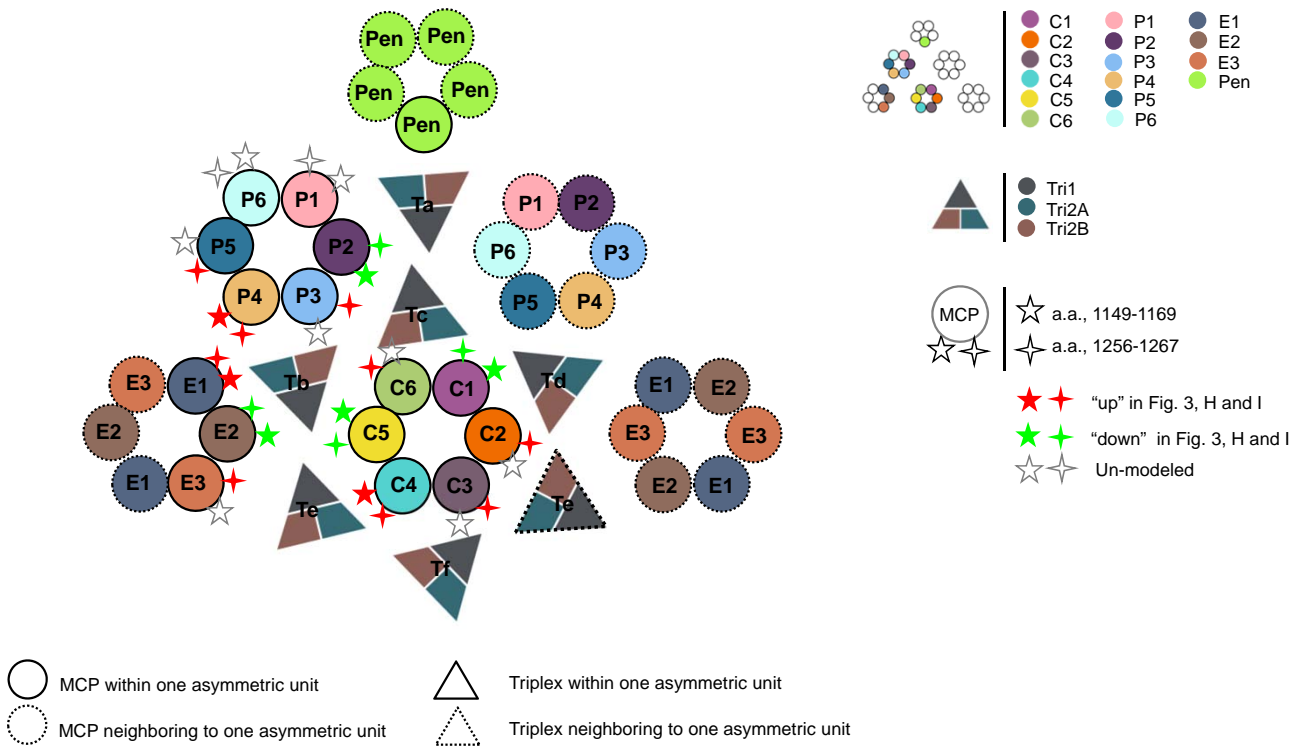 Pen Pen
Pen Pen
Pen
P6 P1
P5 P2
P4 P3
Ta
P1 P2
P6 P3
P5 P4
Tc
E3 E1
E2 E2
E1 E3
Tb
C6 C1
C5 C2
C4 C3
Td
E1 E2
E3 E3
E2 E1
Te
Te
Tf
C1 P1 E1
C2 P2 E2
C3 P3 E3
C4 P4 Pen
C5 P5
C6 P6
Tri1
Tri2A
Tri2B
MCP
a.a., 1149-1169
a.a., 1256-1267
“up” in Fig. 3, H and I
“down” in Fig. 3, H and I
Un-modeled
MCP within one asymmetric unit
MCP neighboring to one asymmetric unit
Triplex within one asymmetric unit
Triplex neighboring to one asymmetric unit